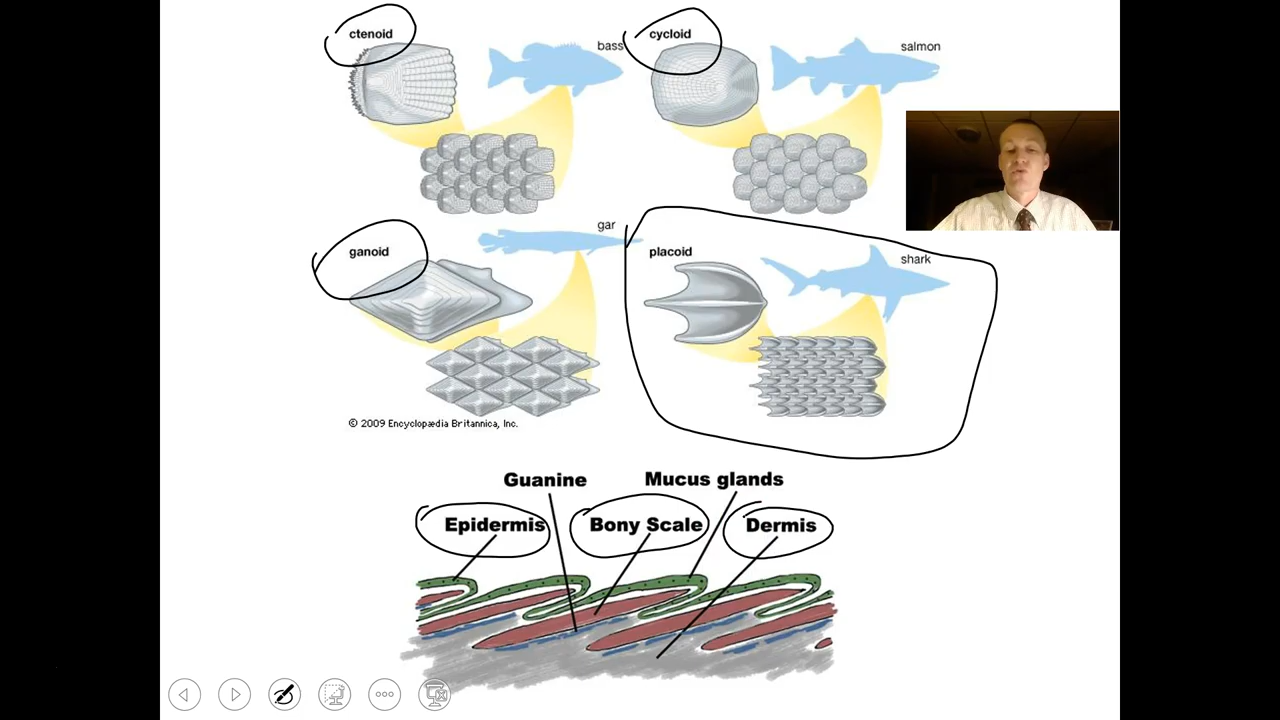 ctenoid
bass
cycloid
salmon
ganoid
gar
placoid
shark
© 2009 Encyclopædia Britannica, Inc.
Guanine
Mucus glands
Epidermis
Bony Scale
Dermis